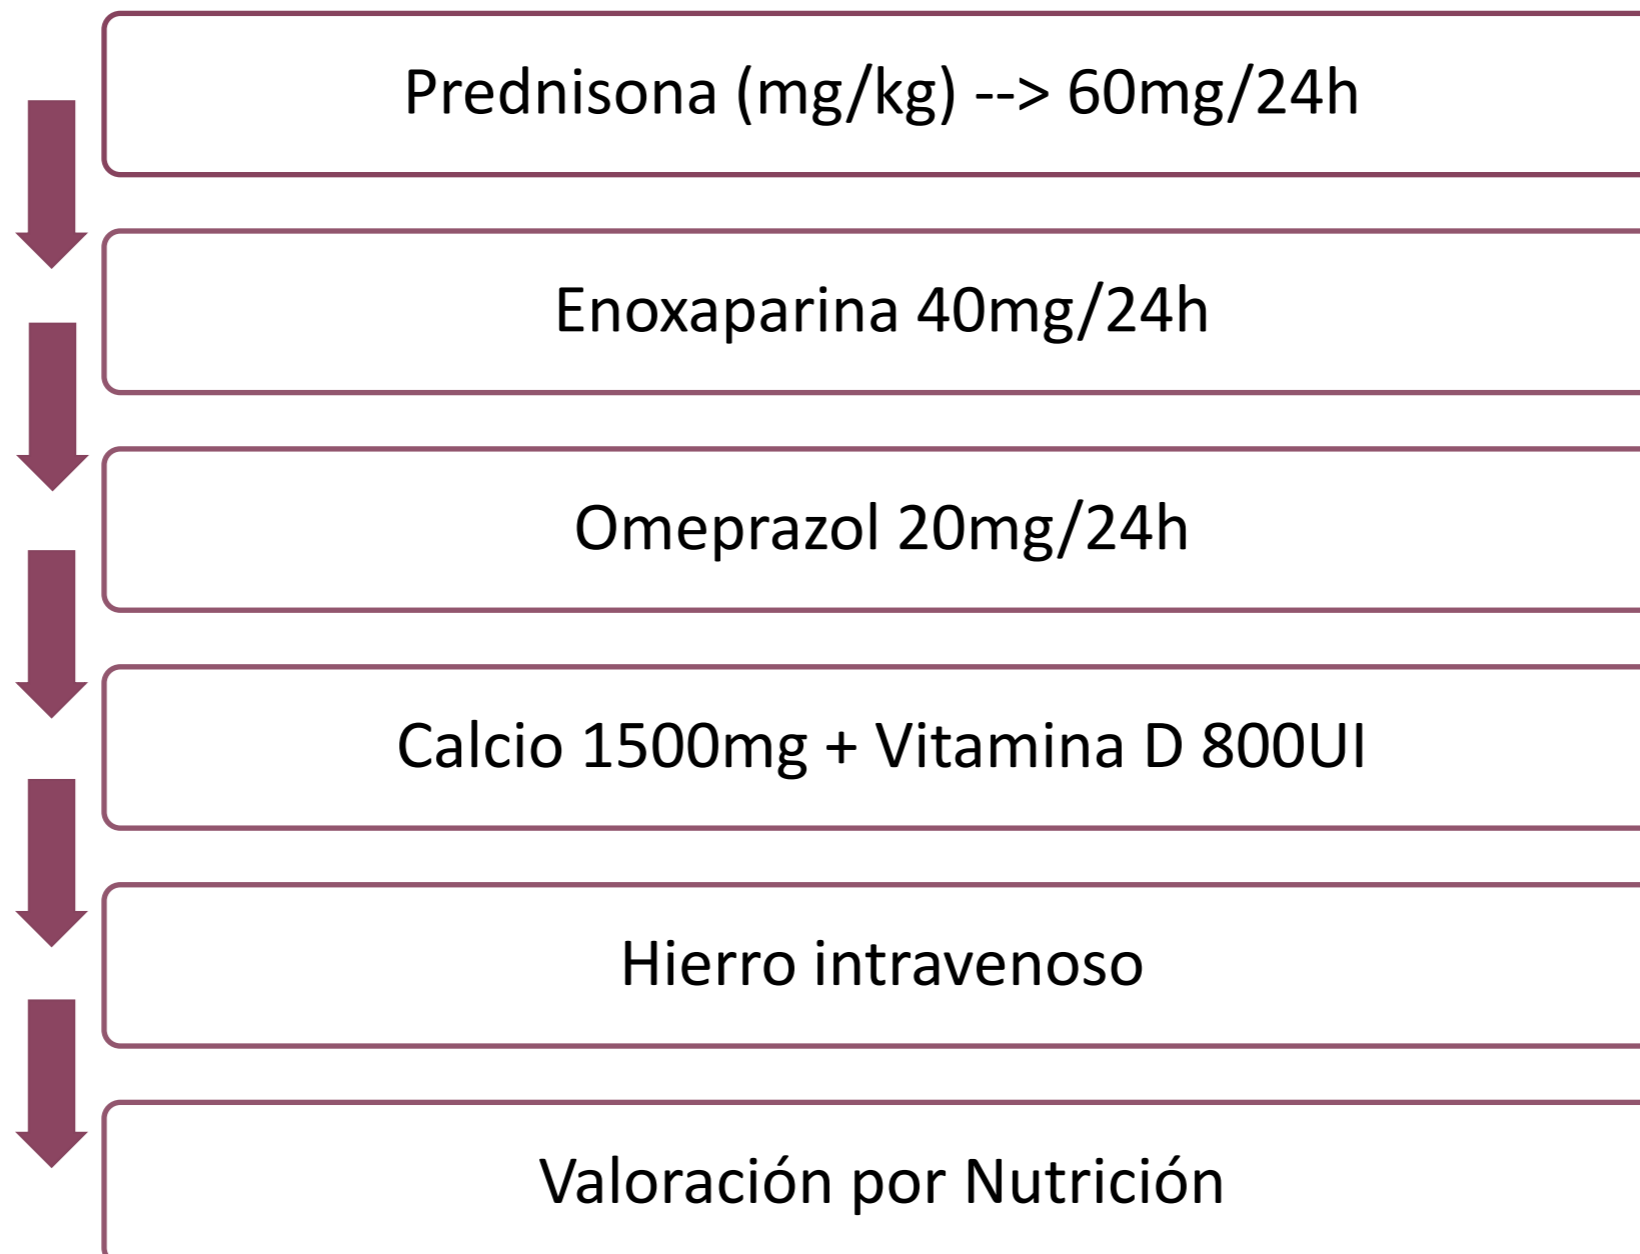 Prednisona (mg/kg) --> 60mg/24h
Enoxaparina 40mg/24h
Omeprazol 20mg/24h
Calcio 1500mg + Vitamina D 800UI
Hierro intravenoso
Valoración por Nutrición